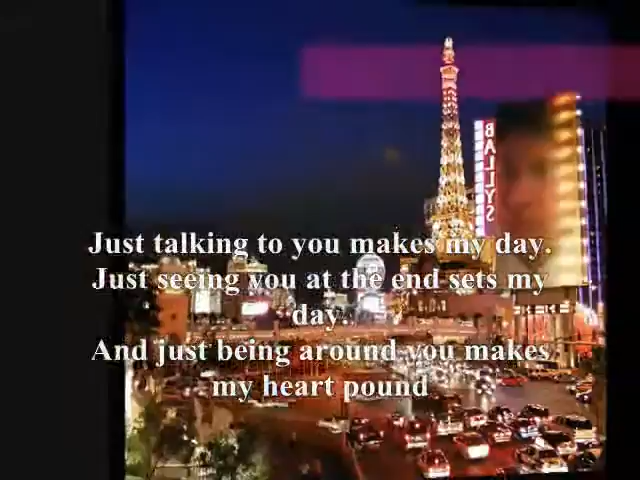 BALLYS
Just talking to you makes my day.
Just seeing you at the end sets my
day.
And just being around you makes
my heart pound